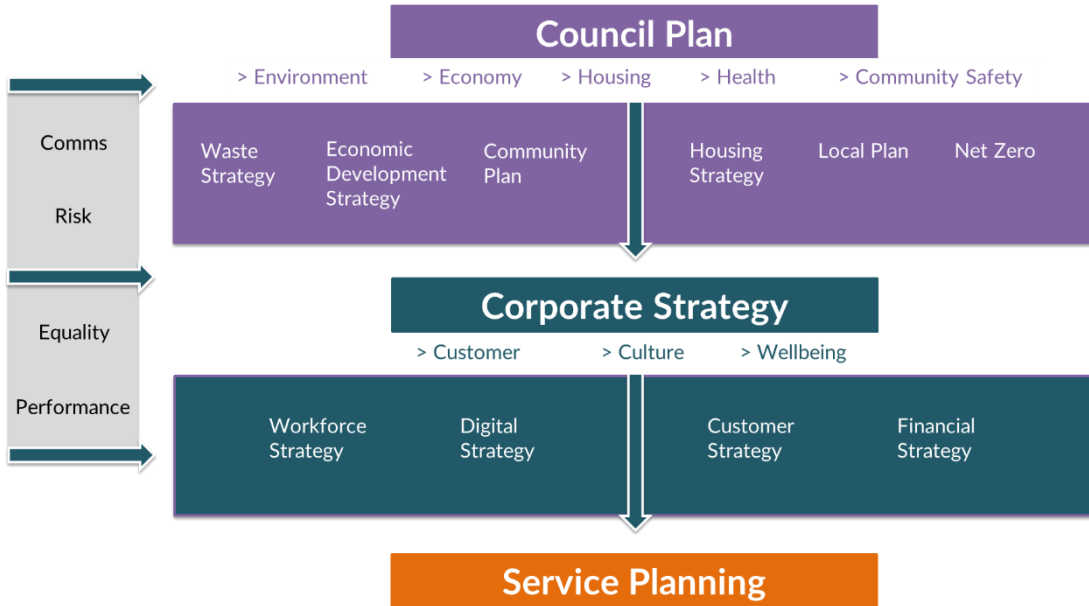 Council Plan
> Environment > Economy > Housing > Health > Community Safety
Comms
Risk
Equality
Performance
Waste
Strategy
Economic
Development
Strategy
Community
Plan
Housing
Strategy
Local Plan
Net Zero
Corporate Strategy
> Customer > Culture > Wellbeing
Workforce
Strategy
Digital
Strategy
Customer
Strategy
Financial
Strategy
Service Planning